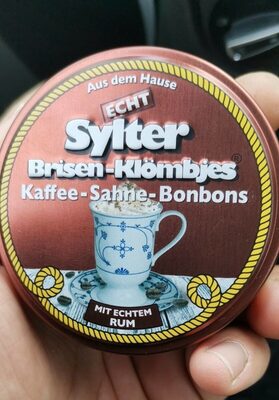 Aus dem Hause
ECHT
Sylter
Brisen-Klömbjes®
Kaffee-Sahne-Bonbons
MIT ECHTEM
RUM